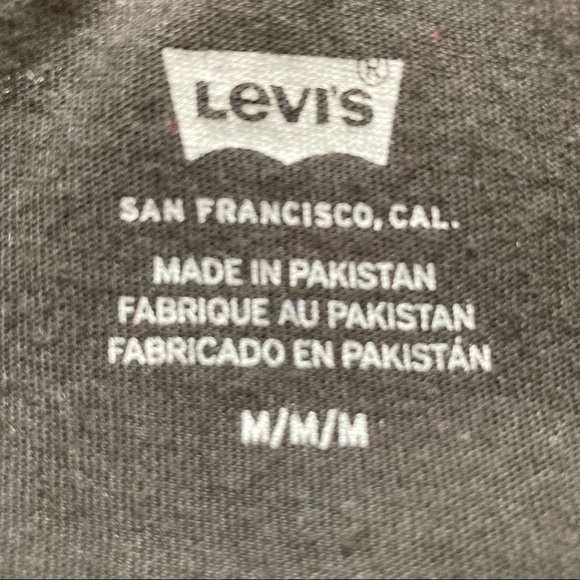 Levi's®
SAN FRANCISCO, CAL.
MADE IN PAKISTAN
FABRIQUE AU PAKISTAN
FABRICADO EN PAKISTÁN
M/M/M